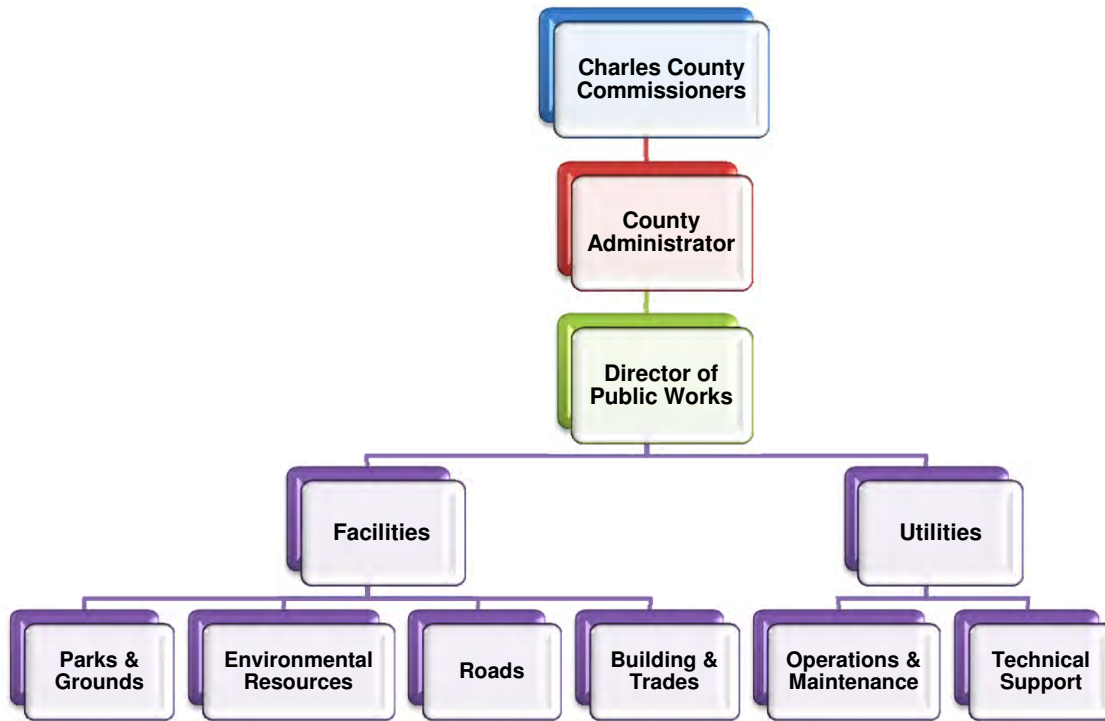 Charles County
Commissioners
County
Administrator
Director of
Public Works
Facilities
Utilities
Parks &
Grounds
Environmental
Resources
Roads
Building &
Trades
Operations &
Maintenance
Technical
Support